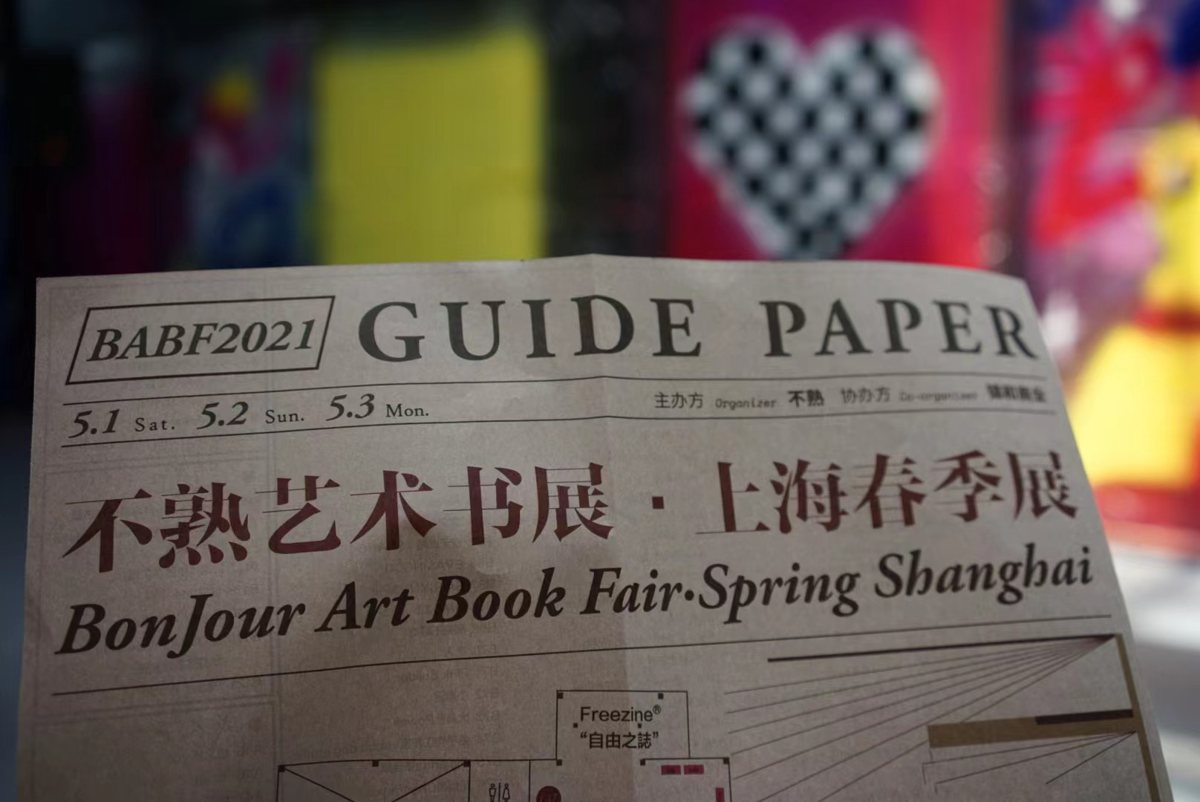 BABF2021 GUIDE PAPER
5.1 Sat. 5.2 Sun. 5.3 Mon. 主办方 Organizer 不熟 协办方 Co-organizer
不熟艺术书展·上海春季展
BonJour Art Book Fair·Spring Shanghai
Freezine®
“自由之誌”